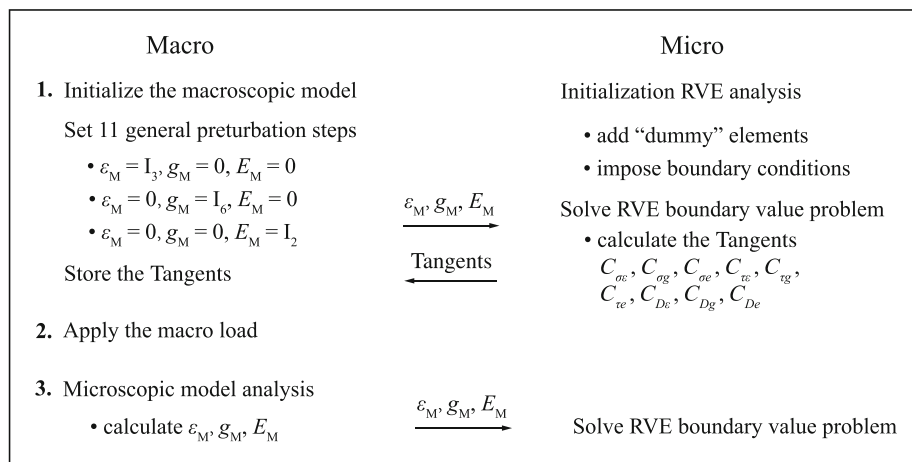 Macro
Micro
1. Initialize the macroscopic model
Initialization RVE analysis
Set 11 general preturbation steps
• add “dummy” elements
• ε_M = I_3, g_M = 0, E_M = 0
• impose boundary conditions
• ε_M = 0, g_M = I_6, E_M = 0
ε_M, g_M, E_M
Solve RVE boundary value problem
• ε_M = 0, g_M = 0, E_M = I_2
• calculate the Tangents
Store the Tangents
Tangents
C_σε, C_σg, C_σe, C_τε, C_τg,
C_τe, C_Dε, C_Dg, C_De
2. Apply the macro load
3. Microscopic model analysis
ε_M, g_M, E_M
• calculate ε_M, g_M, E_M
Solve RVE boundary value problem